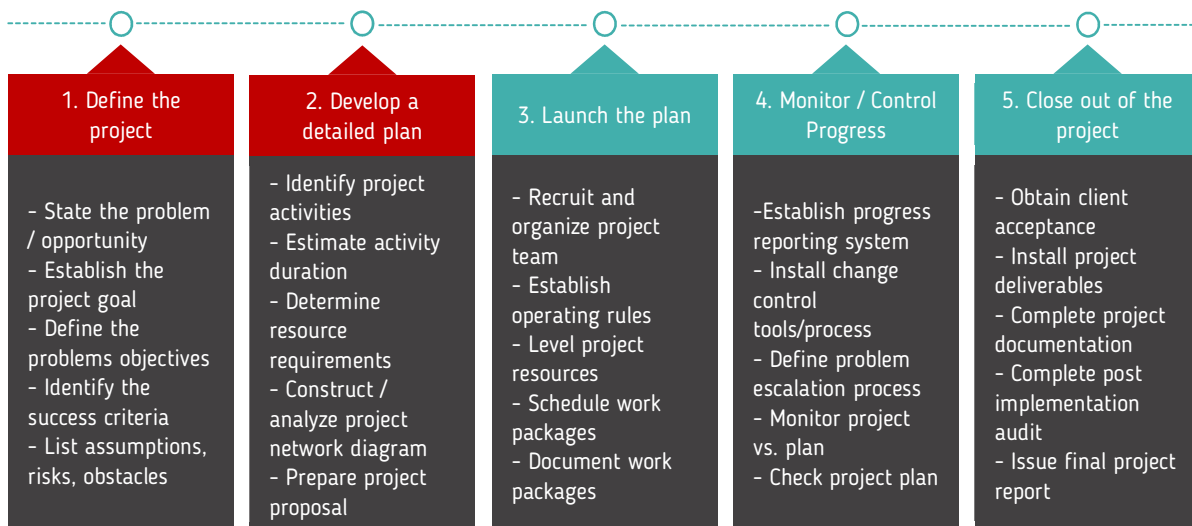 1. Define the
project
- State the problem
/ opportunity
- Establish the
project goal
- Define the
problems objectives
- Identify the
success criteria
- List assumptions,
risks, obstacles
2. Develop a
detailed plan
- Identify project
activities
- Estimate activity
duration
- Determine
resource
requirements
- Construct /
analyze project
network diagram
- Prepare project
proposal
3. Launch the plan
- Recruit and
organize project
team
- Establish
operating rules
- Level project
resources
- Schedule work
packages
- Document work
packages
4. Monitor / Control
Progress
-Establish progress
reporting system
- Install change
control
tools/process
- Define problem
escalation process
- Monitor project
vs. plan
- Check project plan
5. Close out of the
project
- Obtain client
acceptance
- Install project
deliverables
- Complete project
documentation
- Complete post
implementation
audit
- Issue final project
report